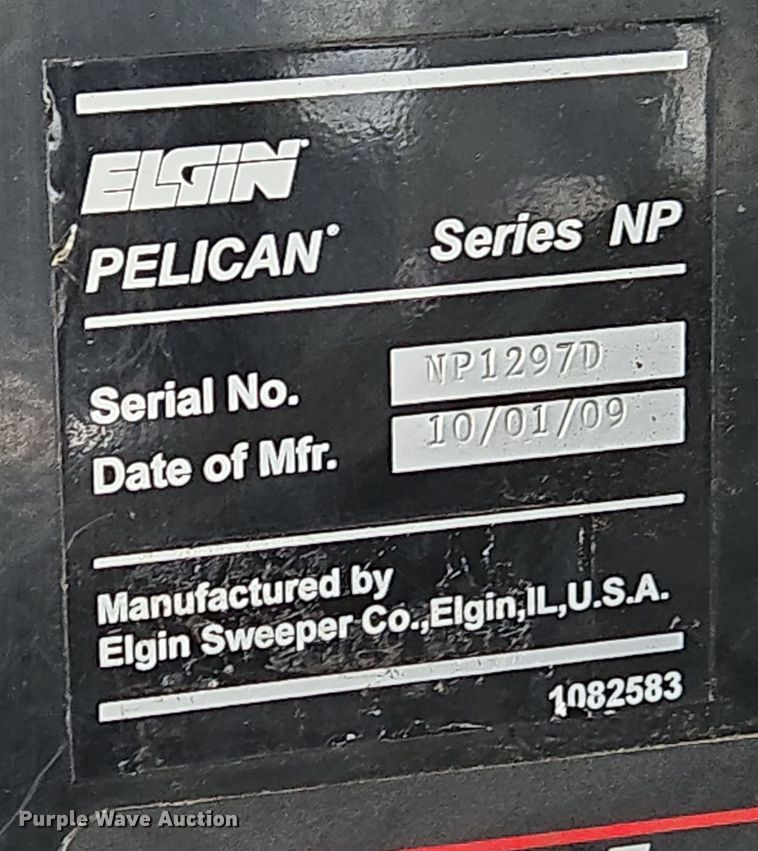 ELGIN
PELICAN® Series NP
Serial No. NP1297D
Date of Mfr. 10/01/09
Manufactured by
Elgin Sweeper Co.,Elgin,IL,U.S.A.
1082583
Purple Wave Auction